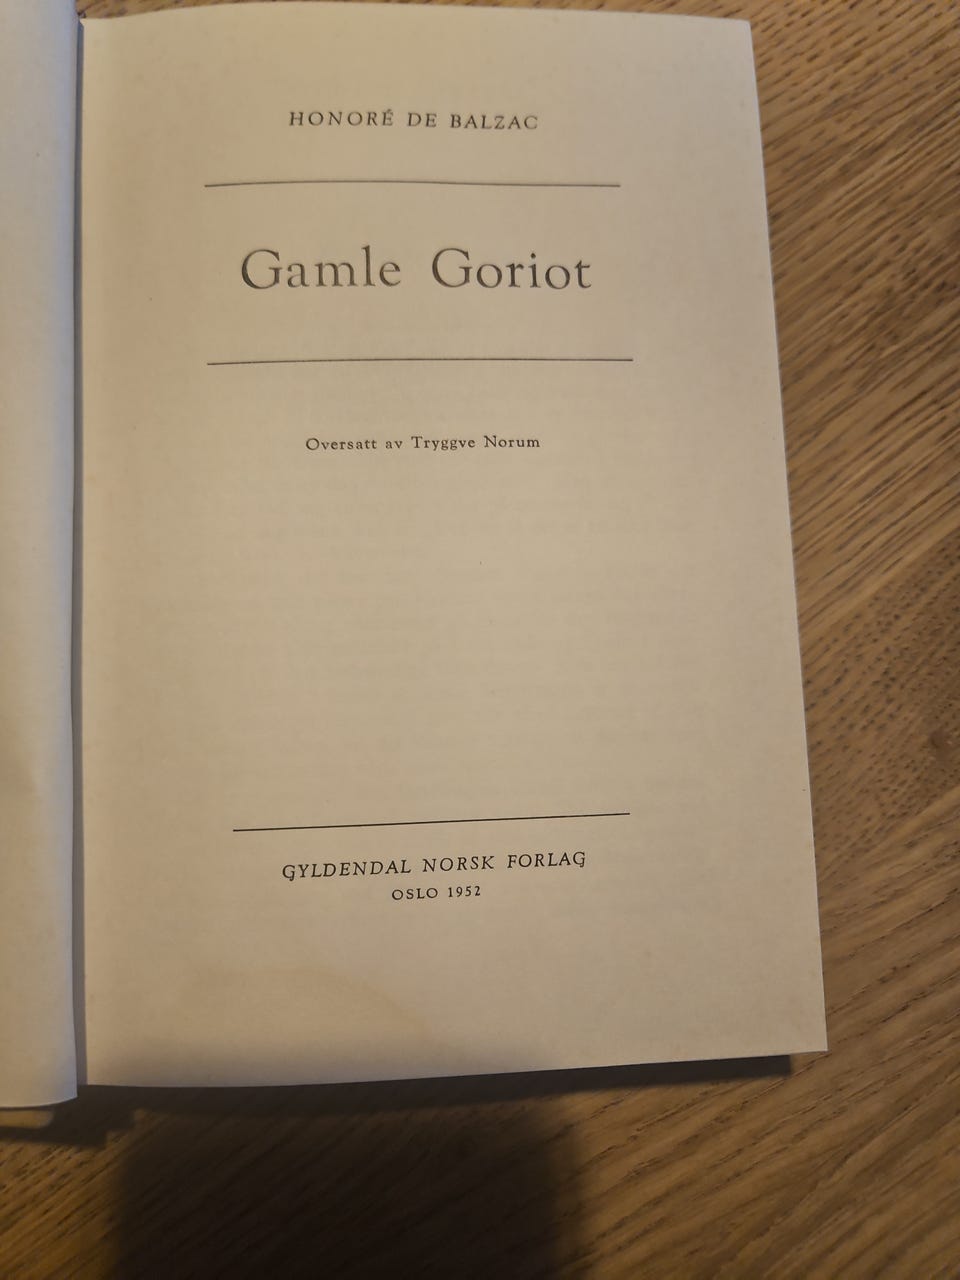 HONORÉ DE BALZAC
Gamle Goriot
Oversatt av Tryggve Norum
GYLDENDAL NORSK FORLAG
OSLO 1952